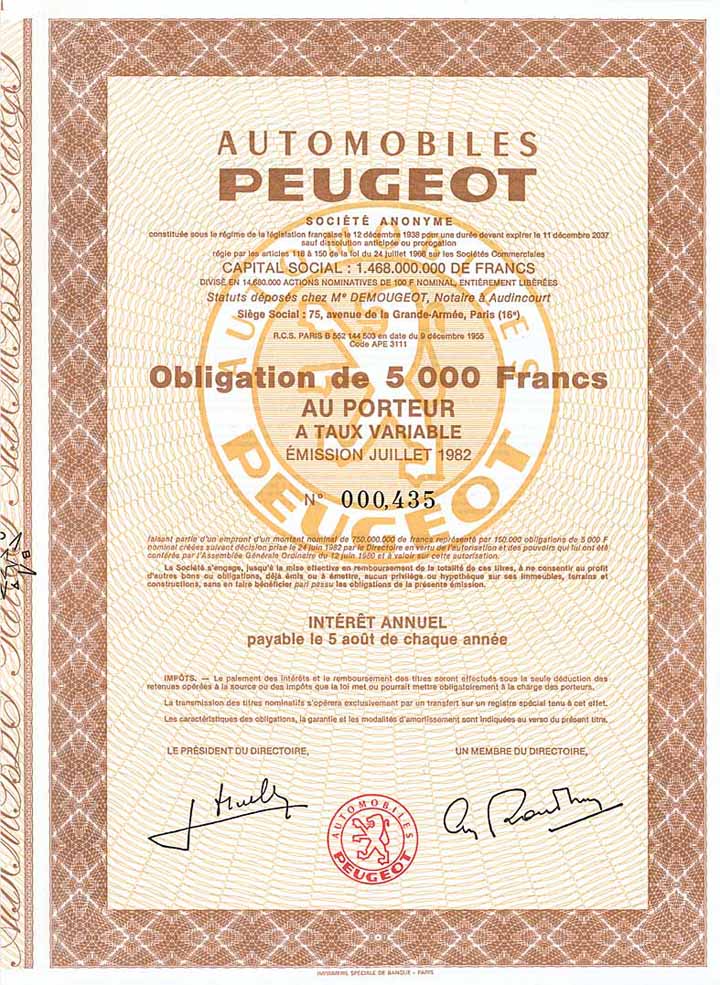 AUTOMOBILES
PEUGEOT
SOCIÉTÉ ANONYME
constituée sous le régime de la législation française le 12 décembre 1938 pour une durée devant expirer le 11 décembre 2037
sauf dissolution anticipée ou prorogation
régie par les articles 118 à 150 de la loi du 24 juillet 1966 sur les Sociétés Commerciales
CAPITAL SOCIAL : 1.468.000.000 DE FRANCS
DIVISÉ EN 14.680.000 ACTIONS NOMINATIVES DE 100 F NOMINAL, ENTIÈREMENT LIBÉRÉES
Statuts déposés chez Me DEMOUGEOT, Notaire à Audincourt
Siège Social : 75, avenue de la Grande-Armée, Paris (16e)
R.C.S. PARIS B 552 144 503 en date du 9 décembre 1955
Code APE 3111
AUTOMOBILES
Obligation de 5 000 Francs
AU PORTEUR
A TAUX VARIABLE
ÉMISSION JUILLET 1982
PEUGEOT
N° 000,435
faisant partie d'un emprunt d'un montant nominal de 750.000.000 de francs représenté par 150.000 obligations de 5 000 F
nominal créées suivant décision prise le 24 juin 1982 par le Directoire en vertu de l'autorisation et des pouvoirs qui lui ont été
conférés par l'Assemblée Générale Ordinaire du 12 juin 1980 et à valoir sur cette autorisation.
La Société s'engage, jusqu'à la mise effective en remboursement de la totalité de ces titres, à ne consentir au profit
d'autres bons ou obligations, déjà émis ou à émettre, aucun privilège ou hypothèque sur ses immeubles, terrains et
constructions, sans en faire bénéficier pari passu les obligations de la présente émission.
INTÉRÊT ANNUEL
payable le 5 août de chaque année
IMPÔTS. — Le paiement des intérêts et le remboursement des titres seront effectués sous la seule déduction des
retenues opérées à la source ou des impôts que la loi met ou pourrait mettre obligatoirement à la charge des porteurs.
La transmission des titres nominatifs s'opérera exclusivement par un transfert sur un registre spécial tenu à cet effet.
Les caractéristiques des obligations, la garantie et les modalités d'amortissement sont indiquées au verso du présent titre.
LE PRÉSIDENT DU DIRECTOIRE,
UN MEMBRE DU DIRECTOIRE,
AUTOMOBILES
PEUGEOT
IMPRIMERIE SPÉCIALE DE BANQUE - PARIS